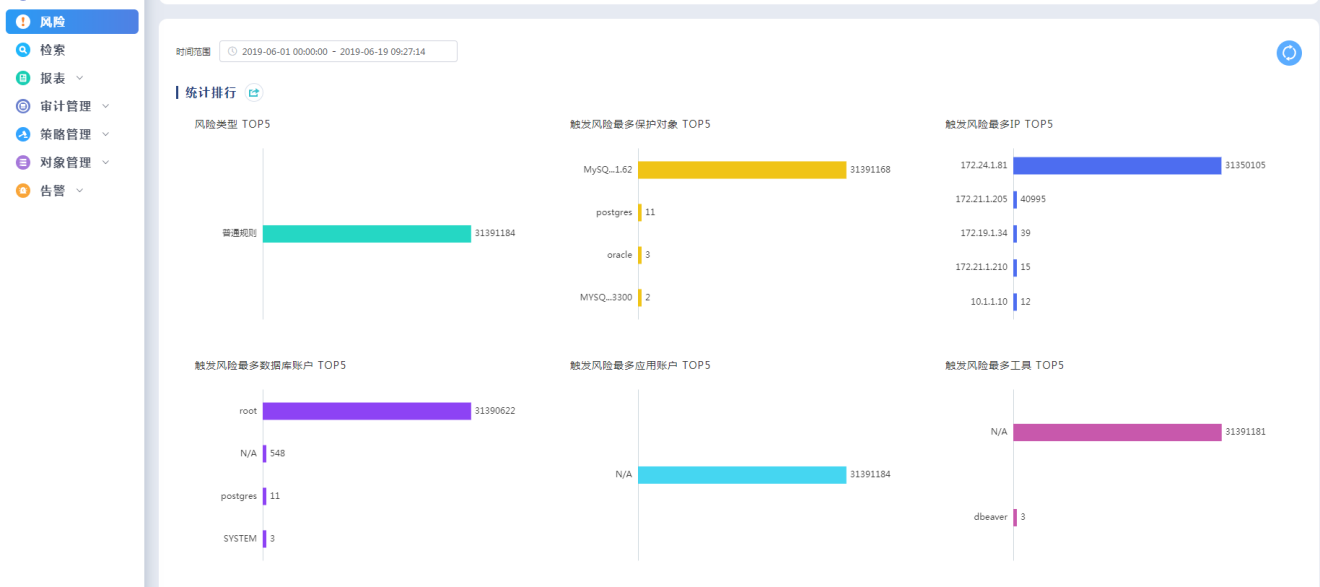 风险
检索
报表
审计管理
策略管理
对象管理
告警
时间范围 2019-06-01 00:00:00 - 2019-06-19 09:27:14
统计排行
风险类型 TOP5
普通规则 31391184
触发风险最多保护对象 TOP5
MySQ...1.62 31391168
postgres 11
oracle 3
MYSQ...3300 2
触发风险最多IP TOP5
172.24.1.81 31350105
172.21.1.205 40995
172.19.1.34 39
172.21.1.210 15
10.1.1.10 12
触发风险最多数据库账户 TOP5
root 31390622
N/A 548
postgres 11
SYSTEM 3
触发风险最多应用账户 TOP5
N/A 31391184
触发风险最多工具 TOP5
N/A 31391181
dbeaver 3